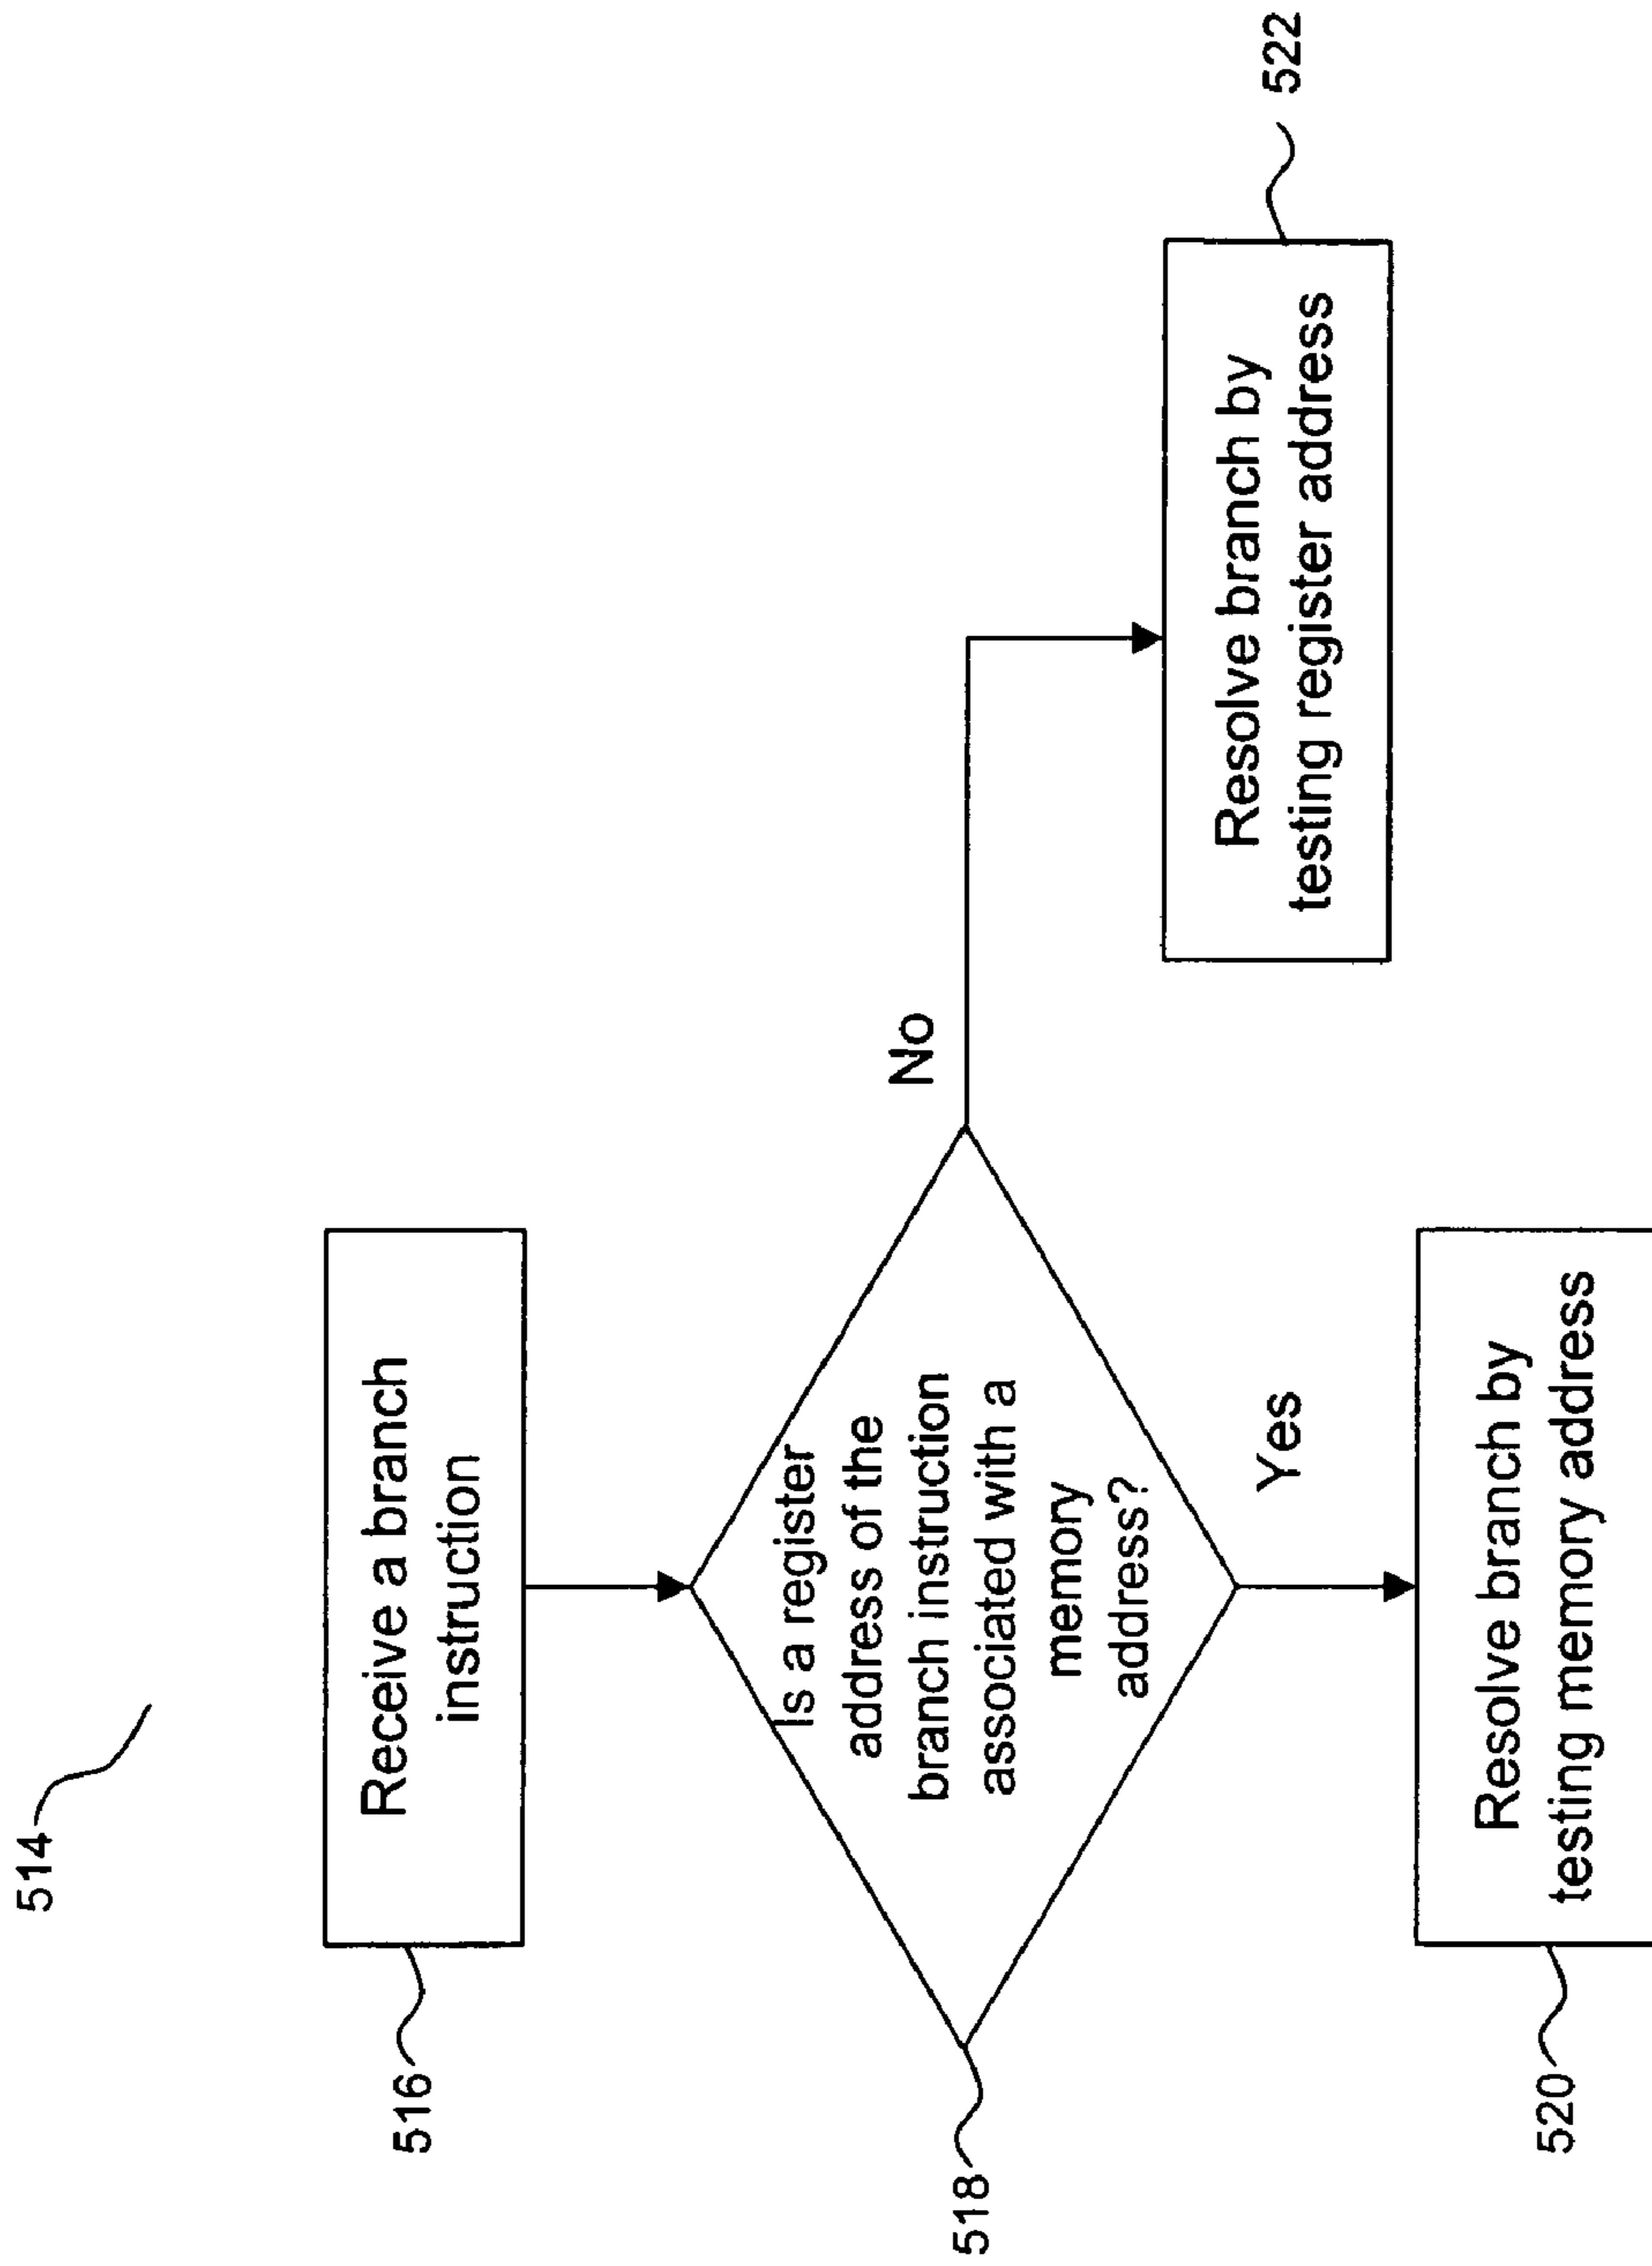 514
516
Receive a branch
instruction
518
Is a register
address of the
branch instruction
associated with a
memory
address?
No
Yes
520
Resolve branch by
testing memory address
Resolve branch by
testing register address
522